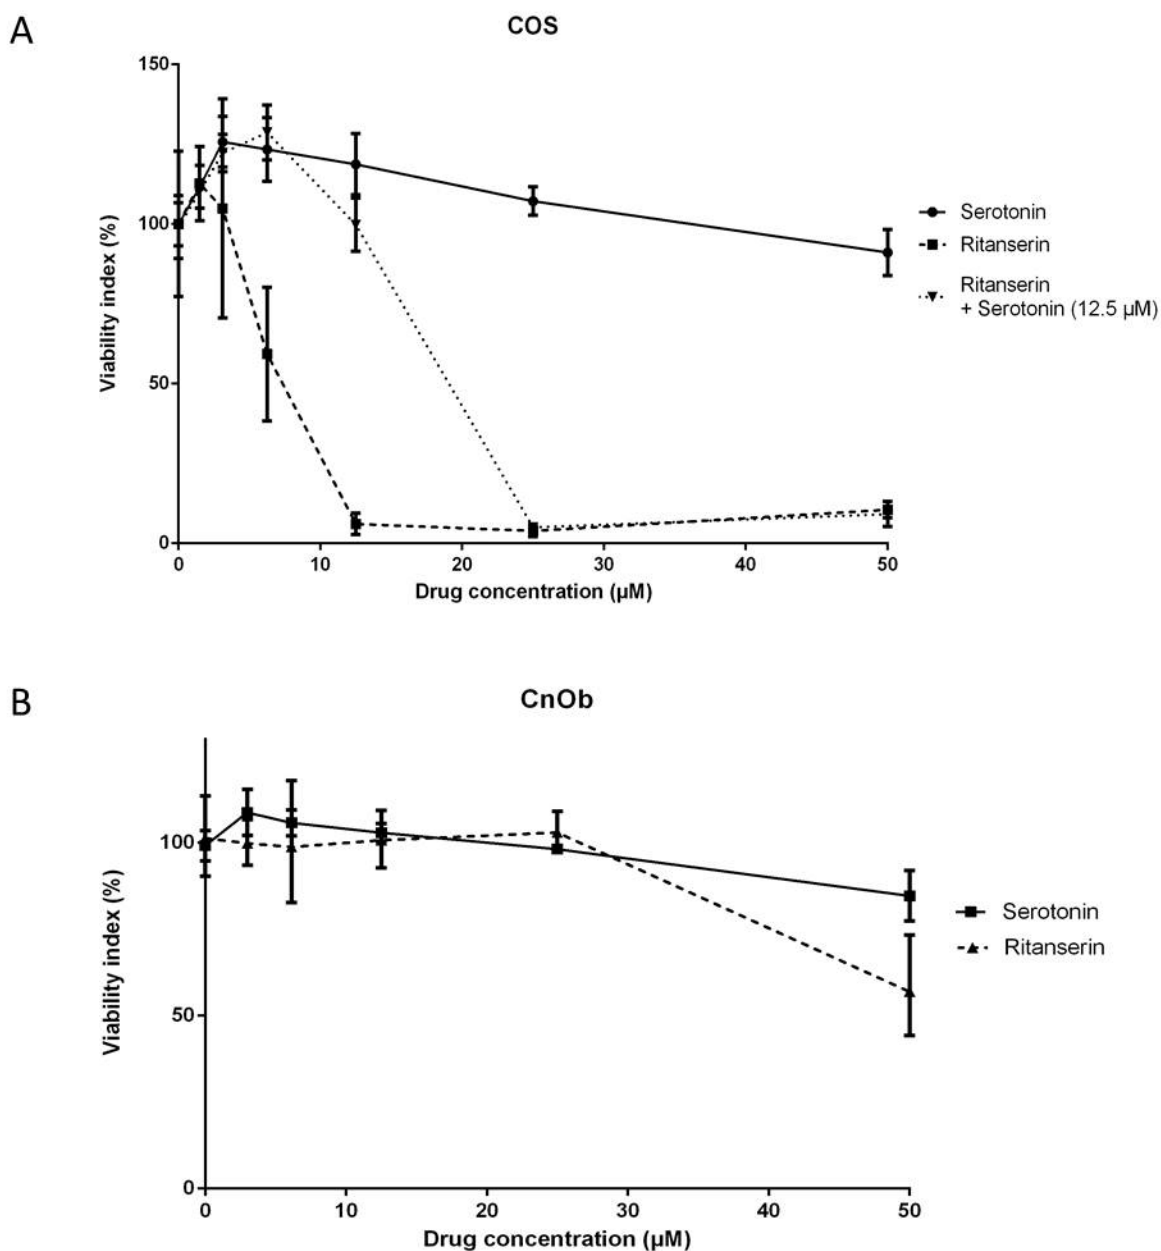 A
COS
150
100
50
0
Viability index (%)
0 10 20 30 40 50
Drug concentration (µM)
Serotonin
Ritanserin
Ritanserin
+ Serotonin (12.5 µM)
B
CnOb
100
50
0
Viability index (%)
0 10 20 30 40 50
Drug concentration (µM)
Serotonin
Ritanserin